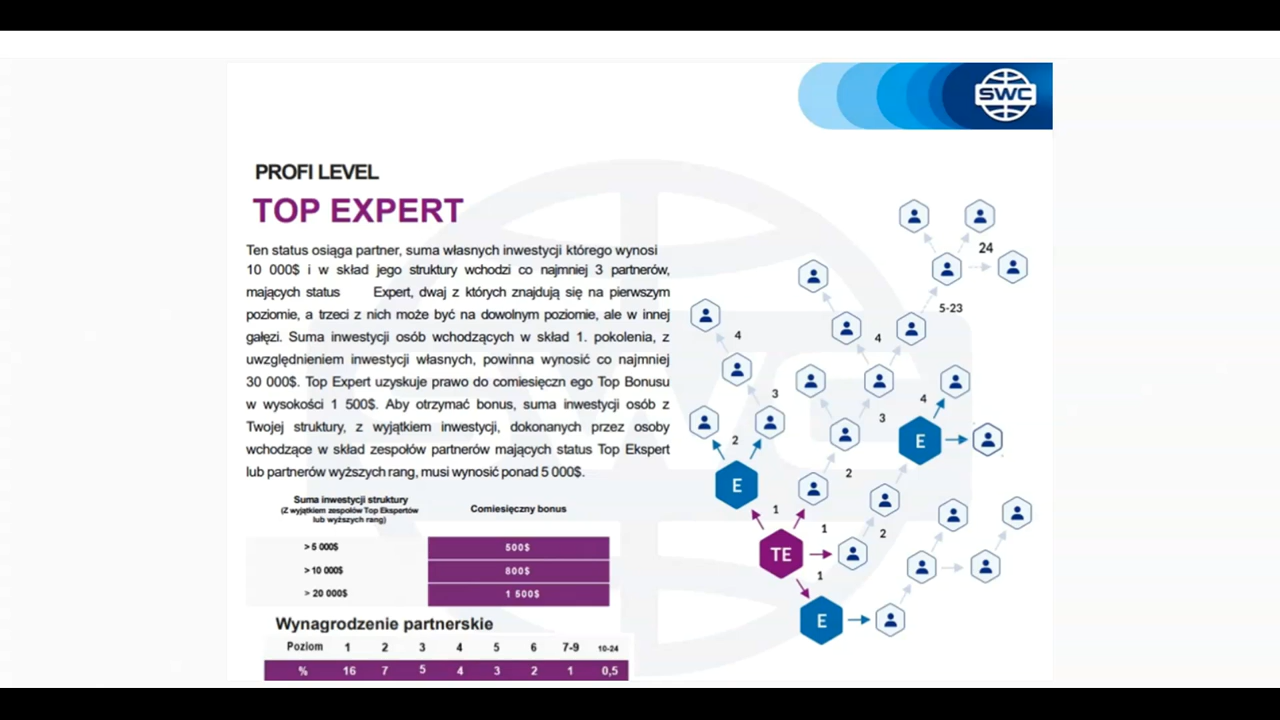 SWC
PROFI LEVEL
TOP EXPERT
Ten status osiąga partner, suma własnych inwestycji którego wynosi
10 000$ i w skład jego struktury wchodzi co najmniej 3 partnerów,
mających status Expert, dwaj z których znajdują się na pierwszym
poziomie, a trzeci z nich może być na dowolnym poziomie, ale w innej
gałęzi. Suma inwestycji osób wchodzących w skład 1. pokolenia, z
uwzględnieniem inwestycji własnych, powinna wynosić co najmniej
30 000$. Top Expert uzyskuje prawo do comiesięczn ego Top Bonusu
w wysokości 1 500$. Aby otrzymać bonus, suma inwestycji osób z
Twojej struktury, z wyjątkiem inwestycji, dokonanych przez osoby
wchodzące w skład zespołów partnerów mających status Top Ekspert
lub partnerów wyższych rang, musi wynosić ponad 5 000$.
Suma inwestycji struktury
(Z wyjątkiem zespołów Top Ekspertów
lub wyższych rang)
Comiesięczny bonus
> 5 000$ 500$
> 10 000$ 800$
> 20 000$ 1 500$
Wynagrodzenie partnerskie
Poziom 1 2 3 4 5 6 7-9 10-24
% 16 7 5 4 3 2 1 0,5
24
5-23
4
4
3
4
3
E
2
E
2
1
1
TE
2
1
E